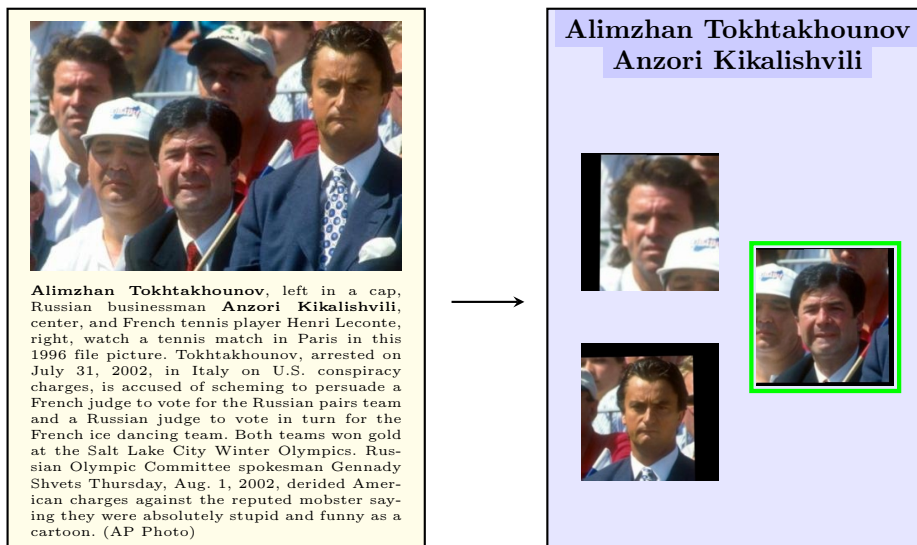 Alimzhan Tokhtakhounov, left in a cap,
Russian businessman Anzori Kikalishvili,
center, and French tennis player Henri Leconte,
right, watch a tennis match in Paris in this
1996 file picture. Tokhtakhounov, arrested on
July 31, 2002, in Italy on U.S. conspiracy
charges, is accused of scheming to persuade a
French judge to vote for the Russian pairs team
and a Russian judge to vote in turn for the
French ice dancing team. Both teams won gold
at the Salt Lake City Winter Olympics. Rus-
sian Olympic Committee spokesman Gennady
Shvets Thursday, Aug. 1, 2002, derided Amer-
ican charges against the reputed mobster say-
ing they were absolutely stupid and funny as a
cartoon. (AP Photo)
Alimzhan Tokhtakhounov
Anzori Kikalishvili